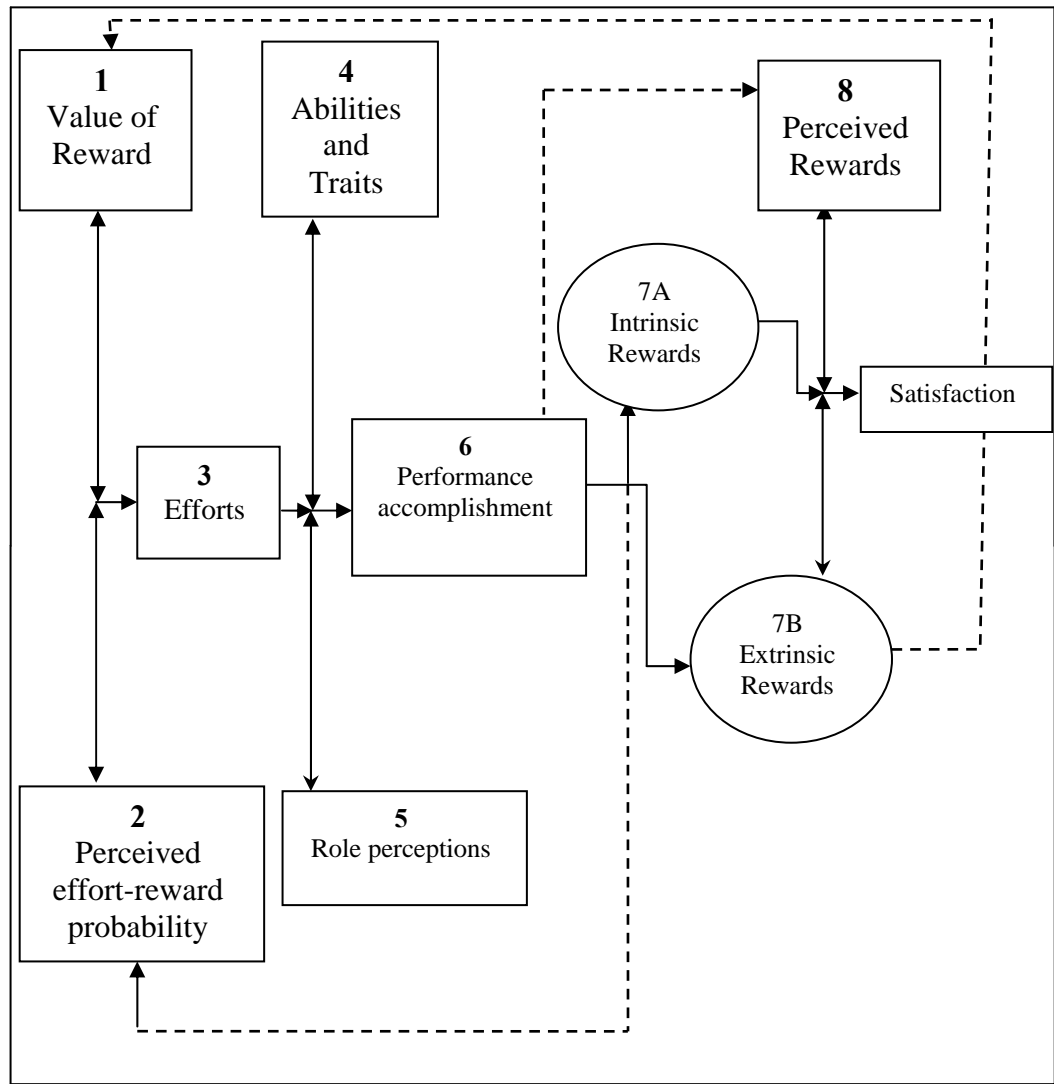 1
Value of
Reward
4
Abilities
and
Traits
8
Perceived
Rewards
7A
Intrinsic
Rewards
Satisfaction
3
Efforts
6
Performance
accomplishment
7B
Extrinsic
Rewards
2
Perceived
effort-reward
probability
5
Role perceptions